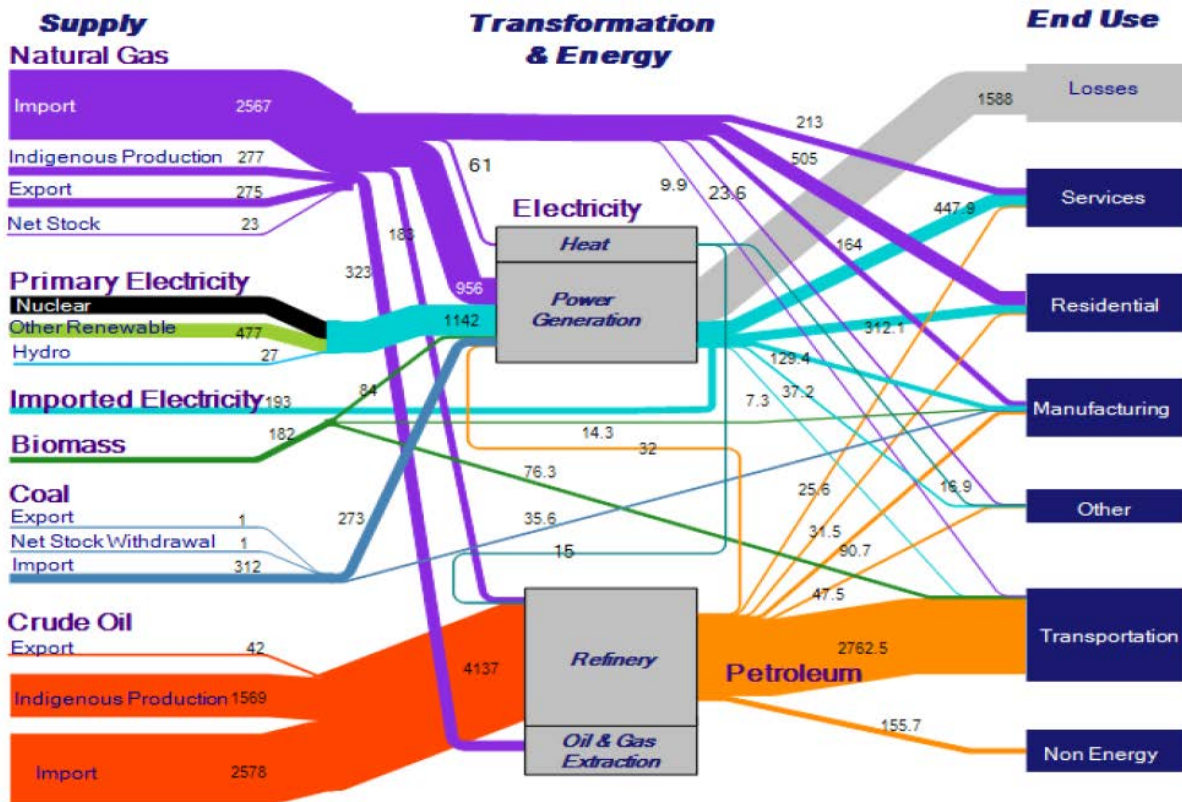 Supply
Transformation
& Energy
End Use
Natural Gas
Import 2567
Indigenous Production 277
Export 275
Net Stock 23
Primary Electricity
Nuclear
Other Renewable 477
Hydro 27
Imported Electricity 193
Biomass 182
Coal
Export 1
Net Stock Withdrawal 1
Import 312
Crude Oil
Export 42
Indigenous Production 1569
Import 2578
61
183
323
956
1142
84
273
4137
Electricity
Heat
Power
Generation
14.3
32
76.3
35.6
15
Refinery
Oil & Gas
Extraction
Petroleum
1588
213
505
9.9
23.6
447.9
164
312.1
129.4
37.2
7.3
16.9
25.6
31.5
90.7
47.5
2762.5
155.7
Losses
Services
Residential
Manufacturing
Other
Transportation
Non Energy